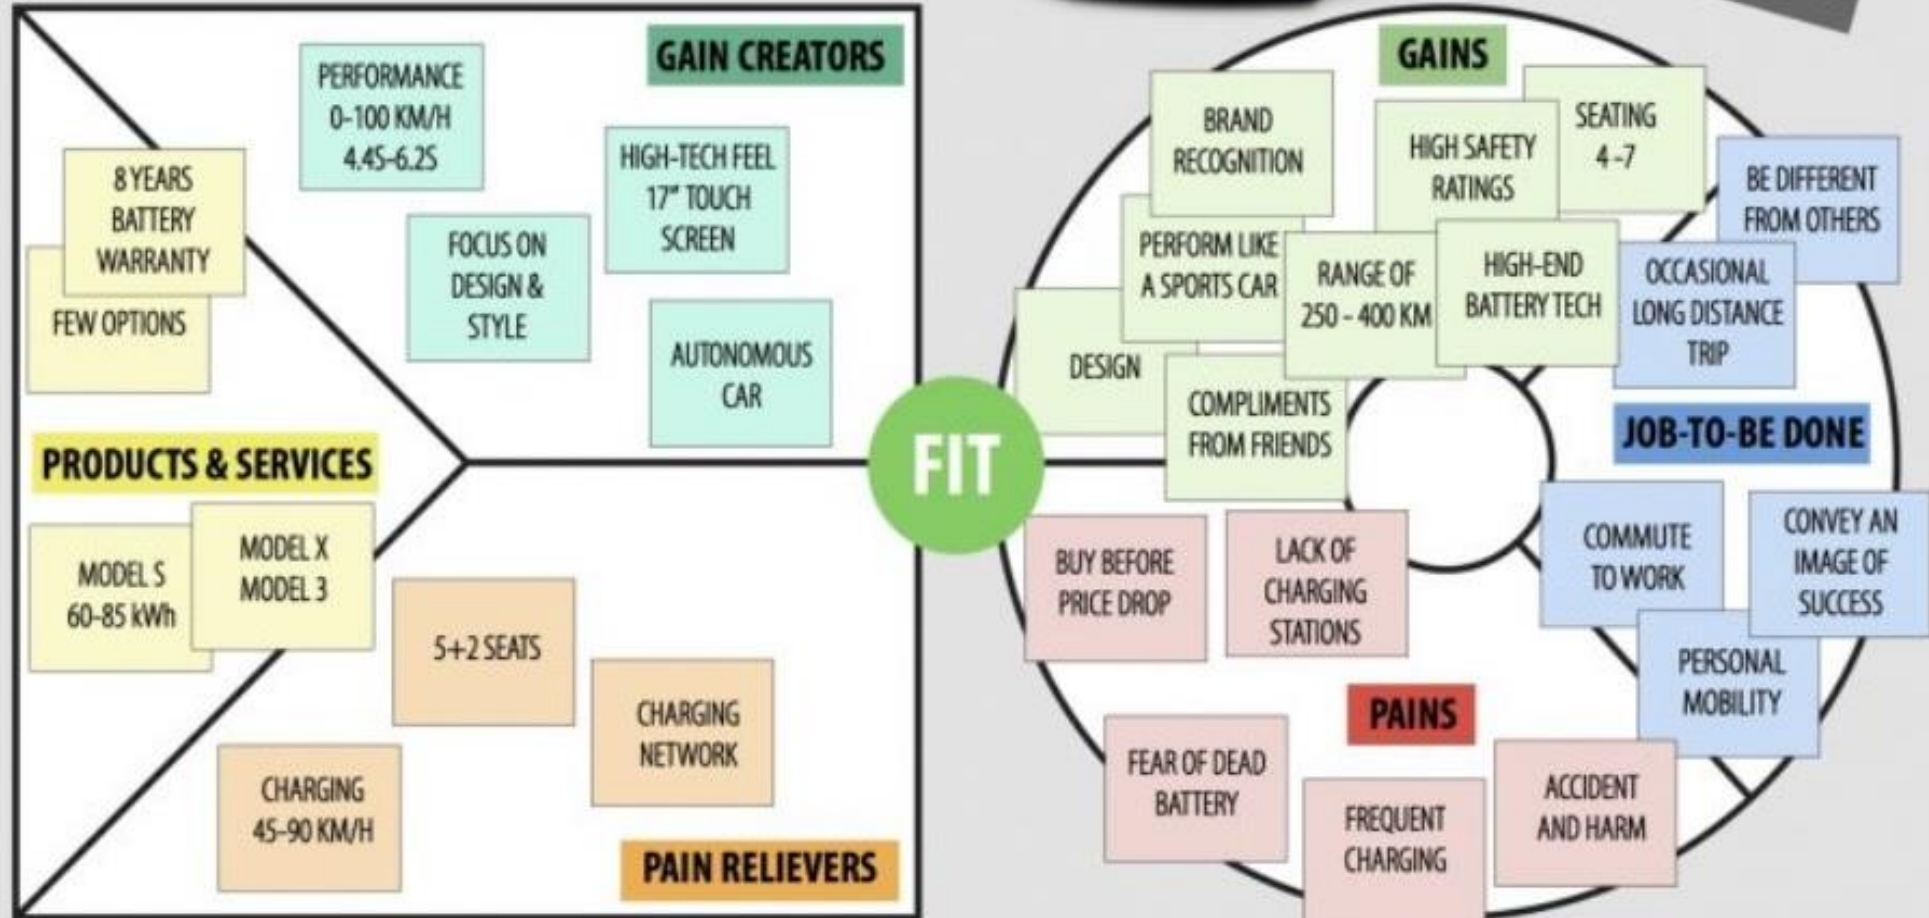 GAIN CREATORS
PERFORMANCE
0-100 KM/H
4.4S-6.2S
HIGH-TECH FEEL
17" TOUCH
SCREEN
FOCUS ON
DESIGN &
STYLE
AUTONOMOUS
CAR
8 YEARS
BATTERY
WARRANTY
FEW OPTIONS
PRODUCTS & SERVICES
MODEL S
60-85 kWh
MODEL X
MODEL 3
5+2 SEATS
CHARGING
NETWORK
CHARGING
45-90 KM/H
PAIN RELIEVERS
FIT
GAINS
BRAND
RECOGNITION
HIGH SAFETY
RATINGS
SEATING
4-7
PERFORM LIKE
A SPORTS CAR
RANGE OF
250 - 400 KM
HIGH-END
BATTERY TECH
DESIGN
COMPLIMENTS
FROM FRIENDS
BE DIFFERENT
FROM OTHERS
OCCASIONAL
LONG DISTANCE
TRIP
JOB-TO-BE DONE
COMMUTE
TO WORK
CONVEY AN
IMAGE OF
SUCCESS
PERSONAL
MOBILITY
BUY BEFORE
PRICE DROP
LACK OF
CHARGING
STATIONS
PAINS
FEAR OF DEAD
BATTERY
FREQUENT
CHARGING
ACCIDENT
AND HARM